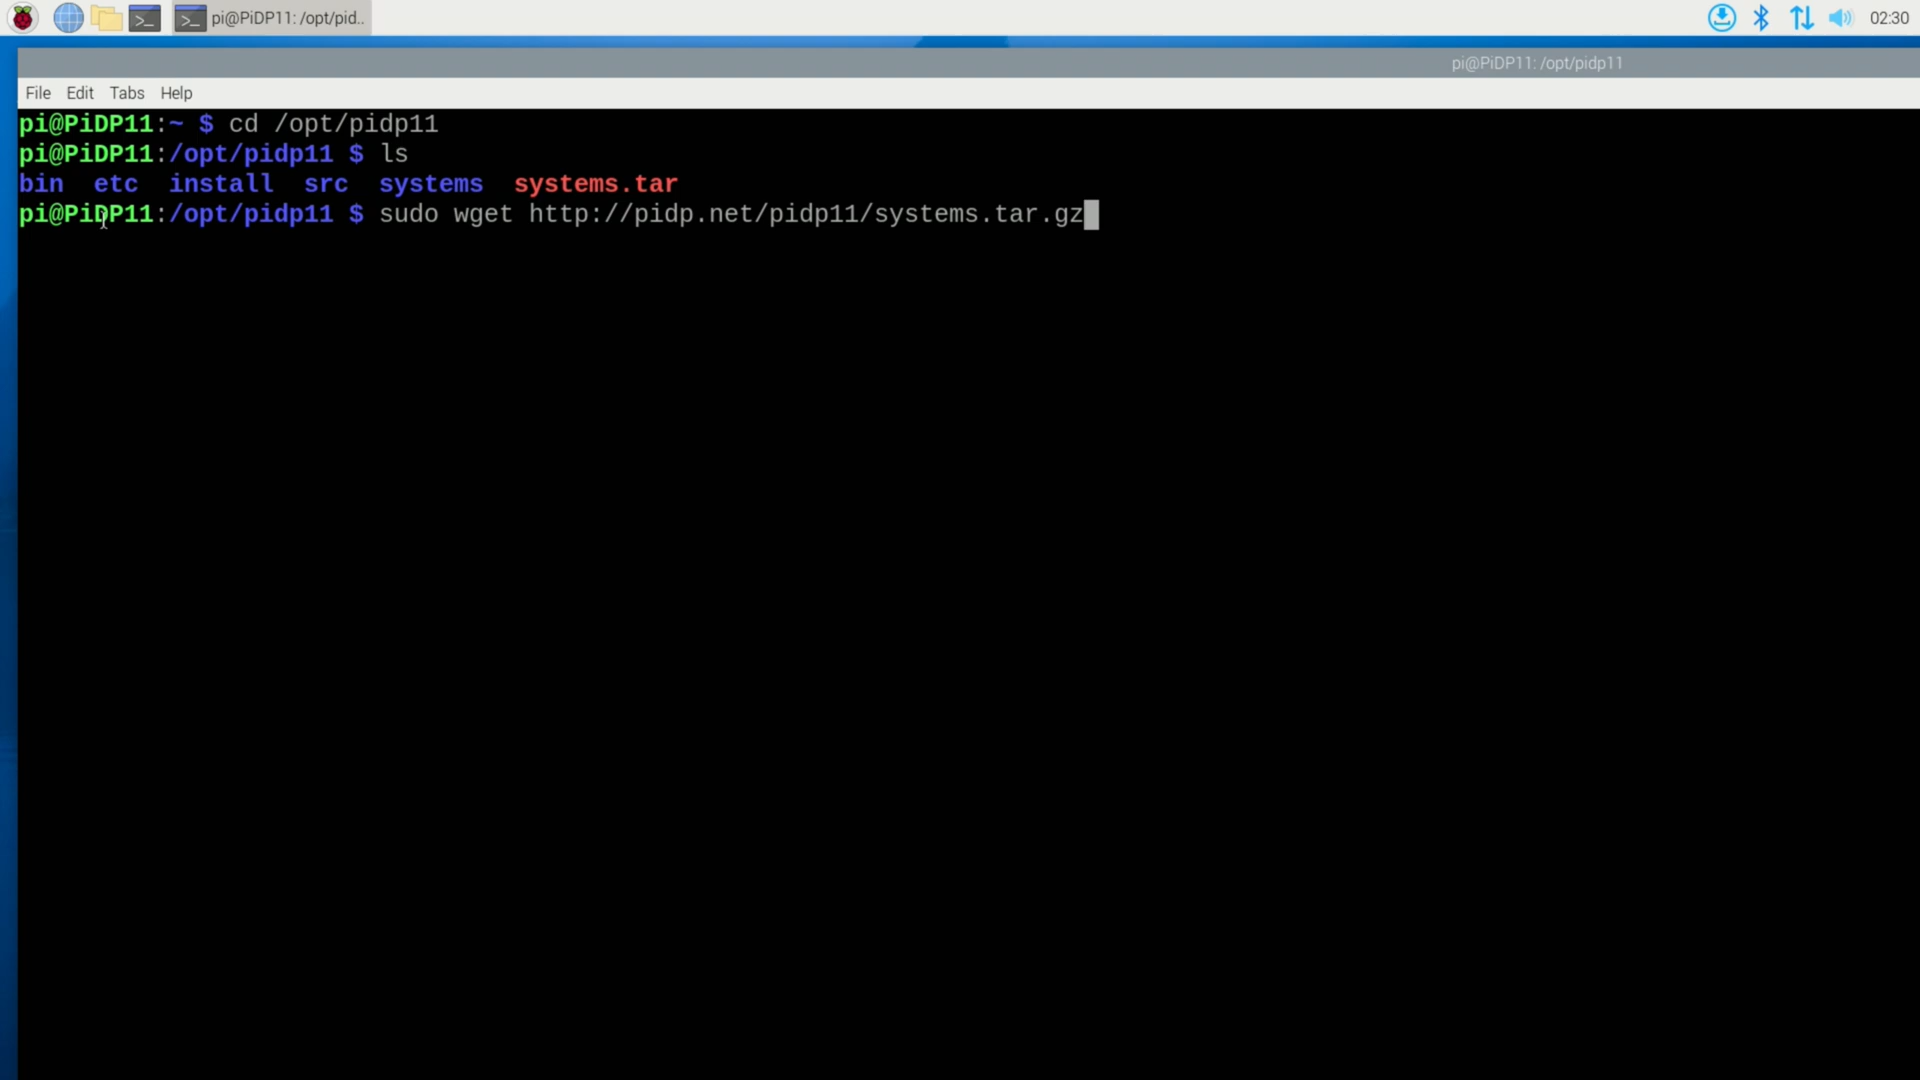 pi@PiDP11: /opt/pid..
02:30
pi@PiDP11: /opt/pidp11
File Edit Tabs Help
pi@PiDP11:~ $ cd /opt/pidp11
pi@PiDP11:/opt/pidp11 $ ls
bin etc install src systems systems.tar
pi@PiDP11:/opt/pidp11 $ sudo wget http://pidp.net/pidp11/systems.tar.gz